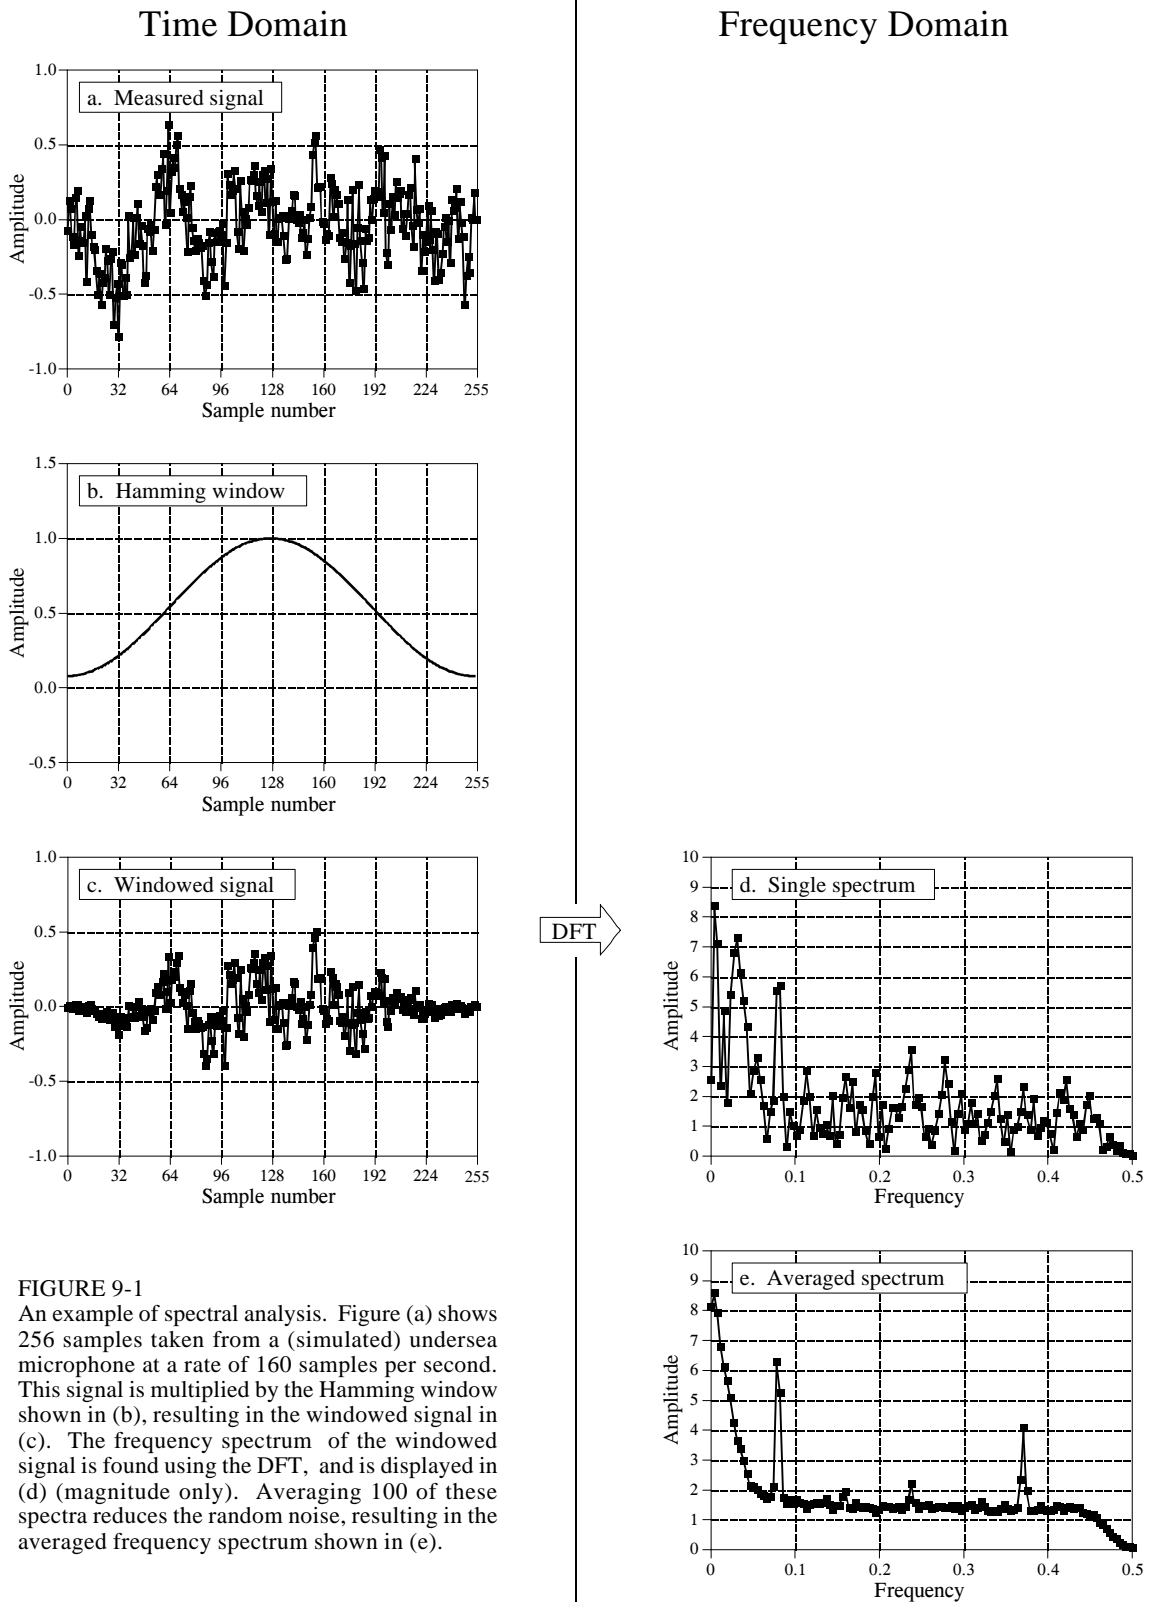 Time Domain
Frequency Domain
1.0
0.5
0.0
-0.5
-1.0
Amplitude
a. Measured signal
0 32 64 96 128 160 192 224 255
Sample number
1.5
1.0
0.5
0.0
-0.5
Amplitude
b. Hamming window
0 32 64 96 128 160 192 224 255
Sample number
1.0
0.5
0.0
-0.5
-1.0
Amplitude
c. Windowed signal
0 32 64 96 128 160 192 224 255
Sample number
DFT
10
9
8
7
6
5
4
3
2
1
0
Amplitude
d. Single spectrum
0 0.1 0.2 0.3 0.4 0.5
Frequency
10
9
8
7
6
5
4
3
2
1
0
Amplitude
e. Averaged spectrum
0 0.1 0.2 0.3 0.4 0.5
Frequency
FIGURE 9-1
An example of spectral analysis. Figure (a) shows
256 samples taken from a (simulated) undersea
microphone at a rate of 160 samples per second.
This signal is multiplied by the Hamming window
shown in (b), resulting in the windowed signal in
(c). The frequency spectrum of the windowed
signal is found using the DFT, and is displayed in
(d) (magnitude only). Averaging 100 of these
spectra reduces the random noise, resulting in the
averaged frequency spectrum shown in (e).